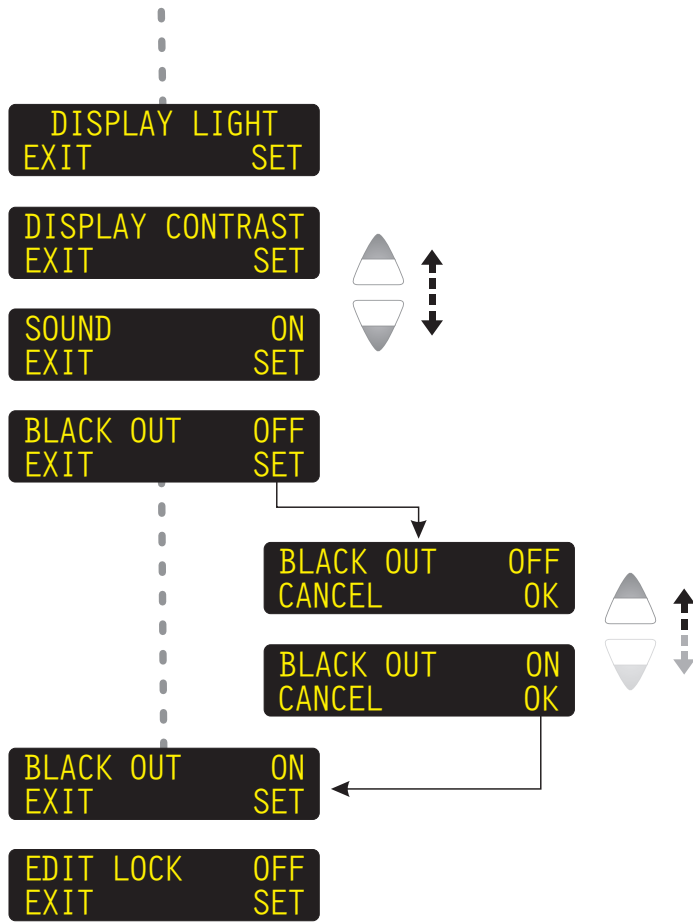 DISPLAY LIGHT
EXIT SET
DISPLAY CONTRAST
EXIT SET
SOUND ON
EXIT SET
BLACK OUT OFF
EXIT SET
BLACK OUT OFF
CANCEL OK
BLACK OUT ON
CANCEL OK
BLACK OUT ON
EXIT SET
EDIT LOCK OFF
EXIT SET